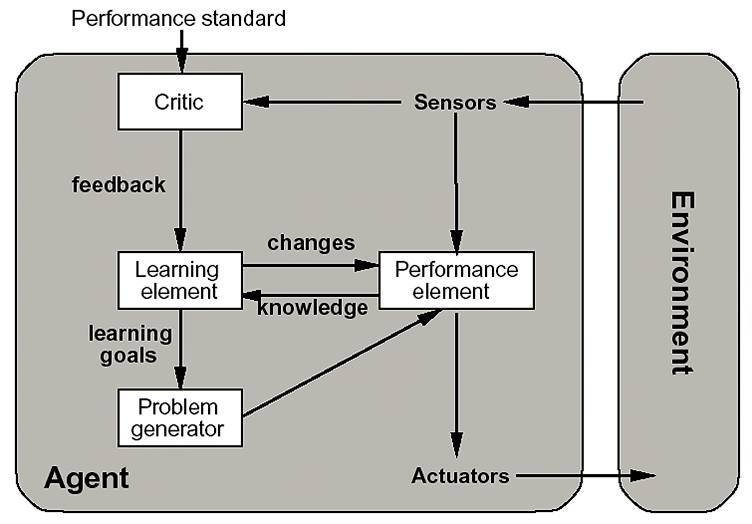 Performance standard
Critic
Sensors
feedback
changes
Learning
element
Performance
element
knowledge
learning
goals
Problem
generator
Agent
Actuators
Environment